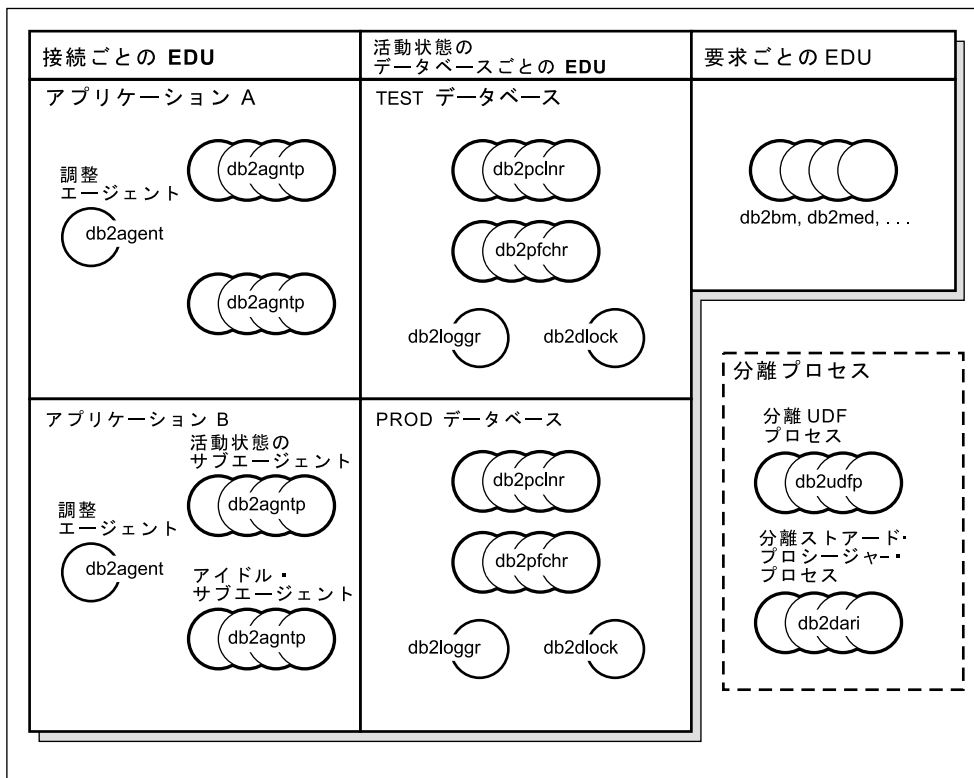 接続ごとの EDU
活動状態の
データベースごとの EDU
要求ごとの EDU
アプリケーション A
調整
エージェント
db2agent
db2agntp
db2agntp
TEST データベース
db2pclnr
db2pfchr
db2loggr
db2dlock
db2bm, db2med, . . .
アプリケーション B
調整
エージェント
db2agent
活動状態の
サブエージェント
db2agntp
アイドル・
サブエージェント
db2agntp
PROD データベース
db2pclnr
db2pfchr
db2loggr
db2dlock
分離プロセス
分離 UDF
プロセス
db2udfp
分離ストアード・
プロシージャー・
プロセス
db2dari